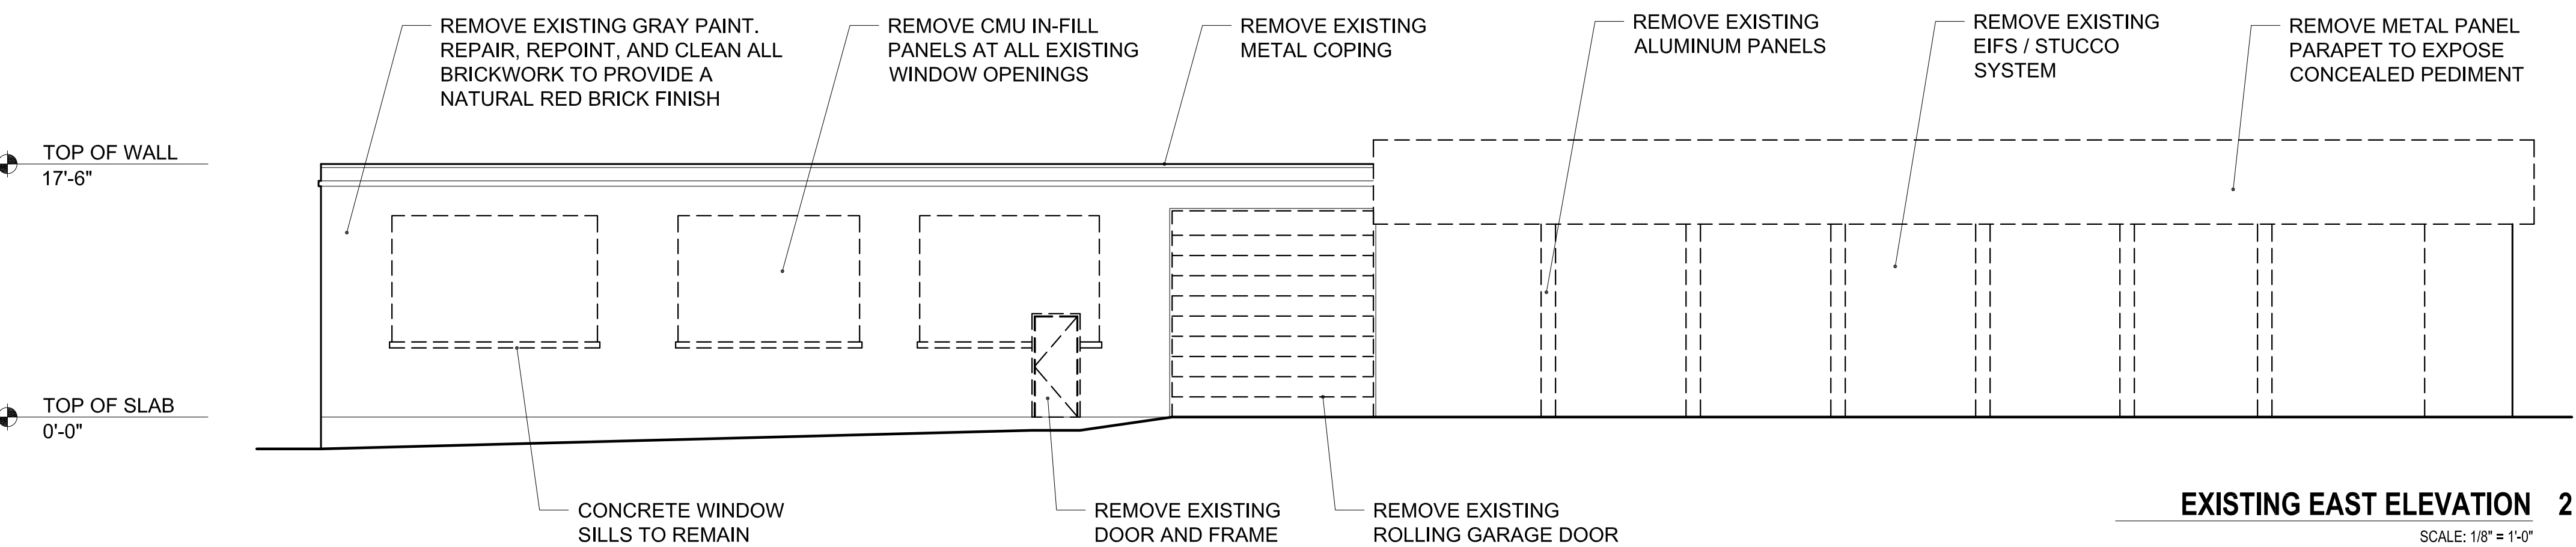 REMOVE EXISTING GRAY PAINT.
REPAIR, REPOINT, AND CLEAN ALL
BRICKWORK TO PROVIDE A
NATURAL RED BRICK FINISH
REMOVE CMU IN-FILL
PANELS AT ALL EXISTING
WINDOW OPENINGS
REMOVE EXISTING
METAL COPING
REMOVE EXISTING
ALUMINUM PANELS
REMOVE EXISTING
EIFS / STUCCO
SYSTEM
REMOVE METAL PANEL
PARAPET TO EXPOSE
CONCEALED PEDIMENT
TOP OF WALL
17'-6"
TOP OF SLAB
0'-0"
CONCRETE WINDOW
SILLS TO REMAIN
REMOVE EXISTING
DOOR AND FRAME
REMOVE EXISTING
ROLLING GARAGE DOOR
EXISTING EAST ELEVATION 2
SCALE: 1/8" = 1'-0"